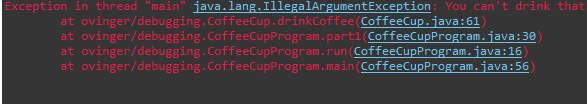 Exception in thread "main" java.lang.IllegalArgumentException: You can't drink that
at ovinger/debugging.CoffeeCup.drinkCoffee(CoffeeCup.java:61)
at ovinger/debugging.CoffeeCupProgram.part1(CoffeeCupProgram.java:30)
at ovinger/debugging.CoffeeCupProgram.run(CoffeeCupProgram.java:16)
at ovinger/debugging.CoffeeCupProgram.main(CoffeeCupProgram.java:56)